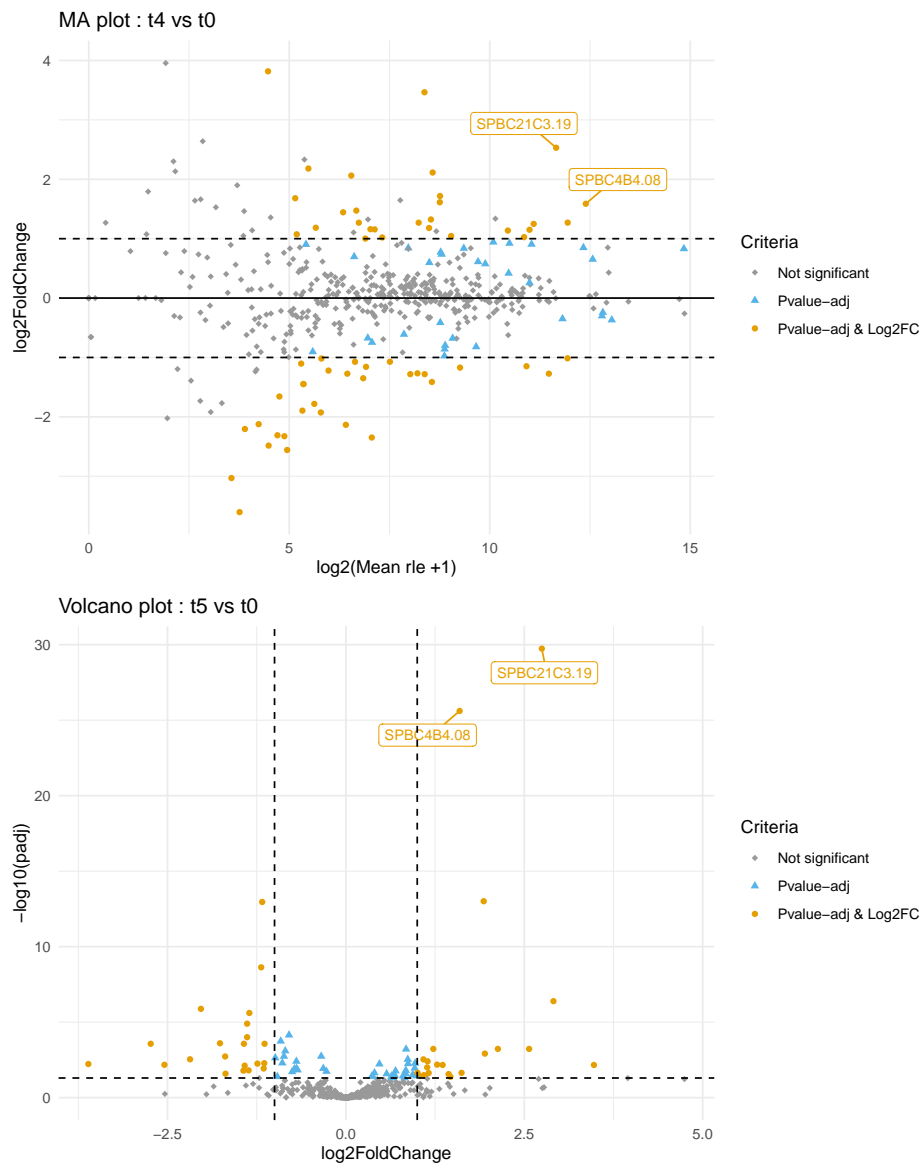 MA plot : t4 vs t0
4
2
0
−2
log2FoldChange
SPBC21C3.19
SPBC4B4.08
0
5
10
15
log2(Mean rle +1)
Criteria
Not significant
Pvalue−adj
Pvalue−adj & Log2FC
Volcano plot : t5 vs t0
30
20
10
0
−log10(padj)
SPBC21C3.19
SPBC4B4.08
−2.5
0.0
2.5
5.0
log2FoldChange
Criteria
Not significant
Pvalue−adj
Pvalue−adj & Log2FC